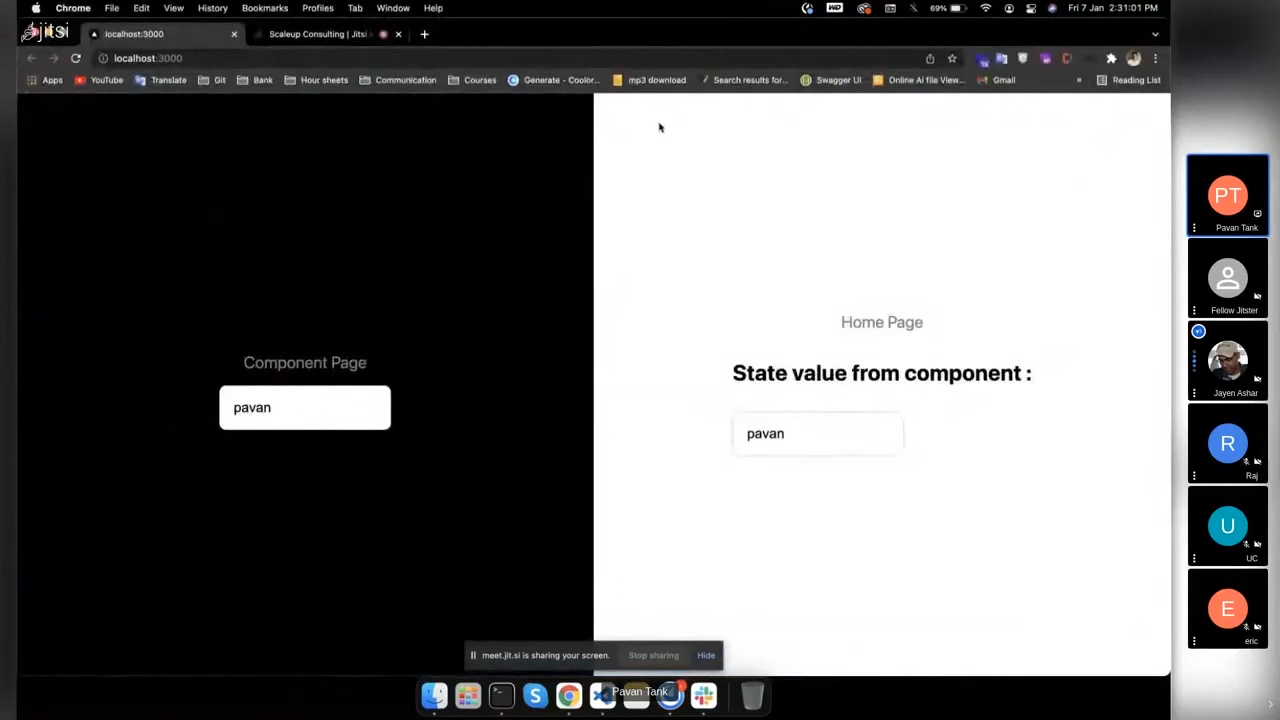 Chrome File Edit View History Bookmarks Profiles Tab Window Help
69% Fri 7 Jan 2:31:01 PM
jitsi
localhost:3000
Scaleup Consulting | Jitsi
localhost:3000
Apps YouTube Translate Git Bank Hour sheets Communication Courses Generate - Coolor... mp3 download Search results for... Swagger UI Online Ai file View... Gmail » Reading List
Component Page
pavan
Home Page
State value from component :
pavan
meet.jit.si is sharing your screen. Stop sharing Hide
Pavan Tank
PT
Pavan Tank
Fellow Jitster
Jayen Ashar
R
Raj
U
UC
E
eric